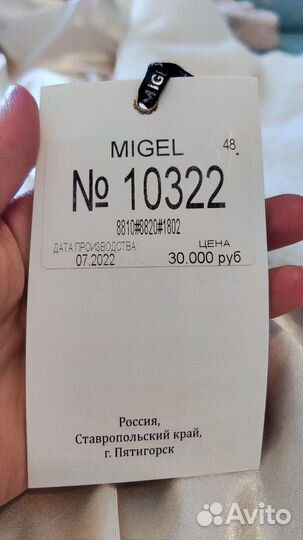 MIGEL
MIGEL 48.
№ 10322
8810#8820#1802
ДАТА ПРОИЗВОДСТВА: ЦЕНА
07.2022 30.000 руб
Россия,
Ставропольский край,
г. Пятигорск
Avito